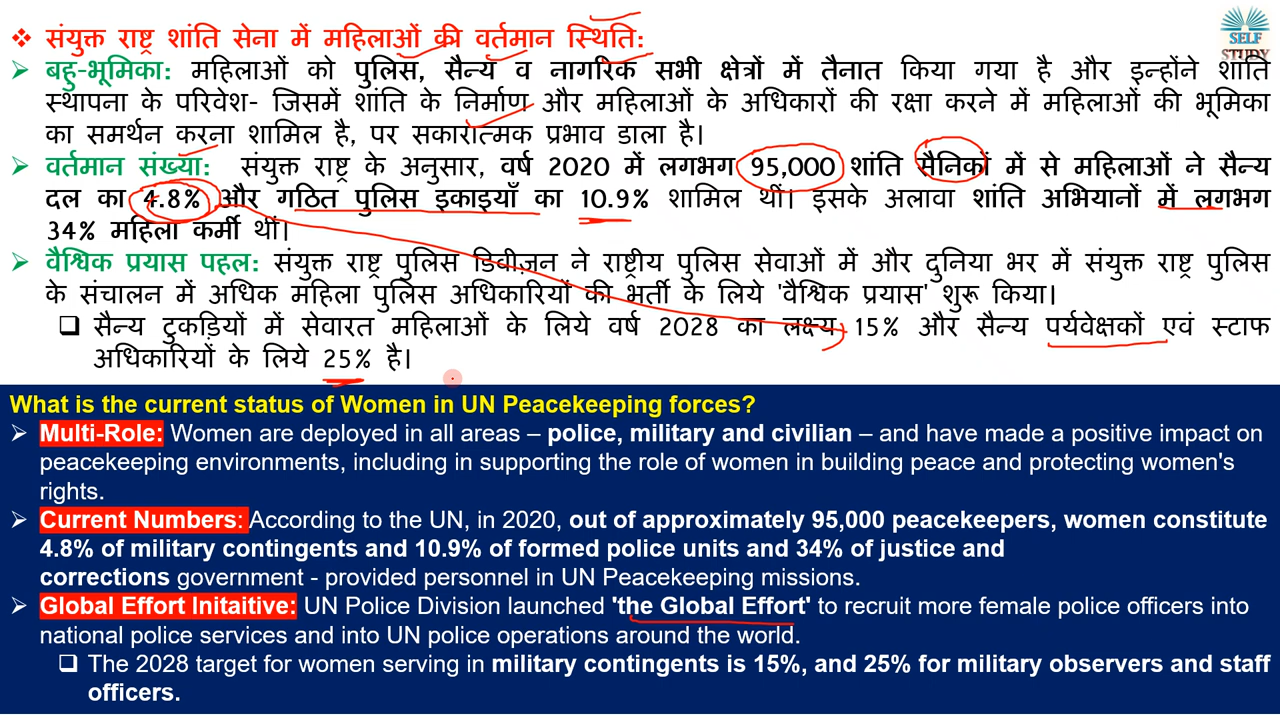 ❖ संयुक्त राष्ट्र शांति सेना में महिलाओं की वर्तमान स्थिति:
SELF
STUDY
➢ बहु-भूमिका: महिलाओं को पुलिस, सैन्य व नागरिक सभी क्षेत्रों में तैनात किया गया है और इन्होंने शांति
स्थापना के परिवेश- जिसमें शांति के निर्माण और महिलाओं के अधिकारों की रक्षा करने में महिलाओं की भूमिका
का समर्थन करना शामिल है, पर सकारात्मक प्रभाव डाला है।
➢ वर्तमान संख्या: संयुक्त राष्ट्र के अनुसार, वर्ष 2020 में लगभग 95,000 शांति सैनिकों में से महिलाओं ने सैन्य
दल का 4.8% और गठित पुलिस इकाइयाँ का 10.9% शामिल थीं। इसके अलावा शांति अभियानों में लगभग
34% महिला कर्मी थीं।
➢ वैश्विक प्रयास पहल: संयुक्त राष्ट्र पुलिस डिवीज़न ने राष्ट्रीय पुलिस सेवाओं में और दुनिया भर में संयुक्त राष्ट्र पुलिस
के संचालन में अधिक महिला पुलिस अधिकारियों की भर्ती के लिये 'वैश्विक प्रयास' शुरू किया।
❑ सैन्य टुकड़ियों में सेवारत महिलाओं के लिये वर्ष 2028 का लक्ष्य 15% और सैन्य पर्यवेक्षकों एवं स्टाफ
अधिकारियों के लिये 25% है।
What is the current status of Women in UN Peacekeeping forces?
➢ Multi-Role: Women are deployed in all areas – police, military and civilian – and have made a positive impact on
peacekeeping environments, including in supporting the role of women in building peace and protecting women's
rights.
➢ Current Numbers: According to the UN, in 2020, out of approximately 95,000 peacekeepers, women constitute
4.8% of military contingents and 10.9% of formed police units and 34% of justice and
corrections government - provided personnel in UN Peacekeeping missions.
➢ Global Effort Initaitive: UN Police Division launched 'the Global Effort' to recruit more female police officers into
national police services and into UN police operations around the world.
❑ The 2028 target for women serving in military contingents is 15%, and 25% for military observers and staff
officers.